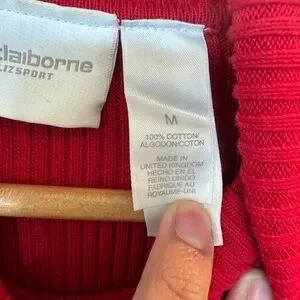 claiborne
LIZSPORT
M
100% COTTON/
ALGODON/COTON
MADE IN
UNITED KINGDOM
HECHO EN EL
REINO UNIDO
FABRIQUE AU
ROYAUME-UNI